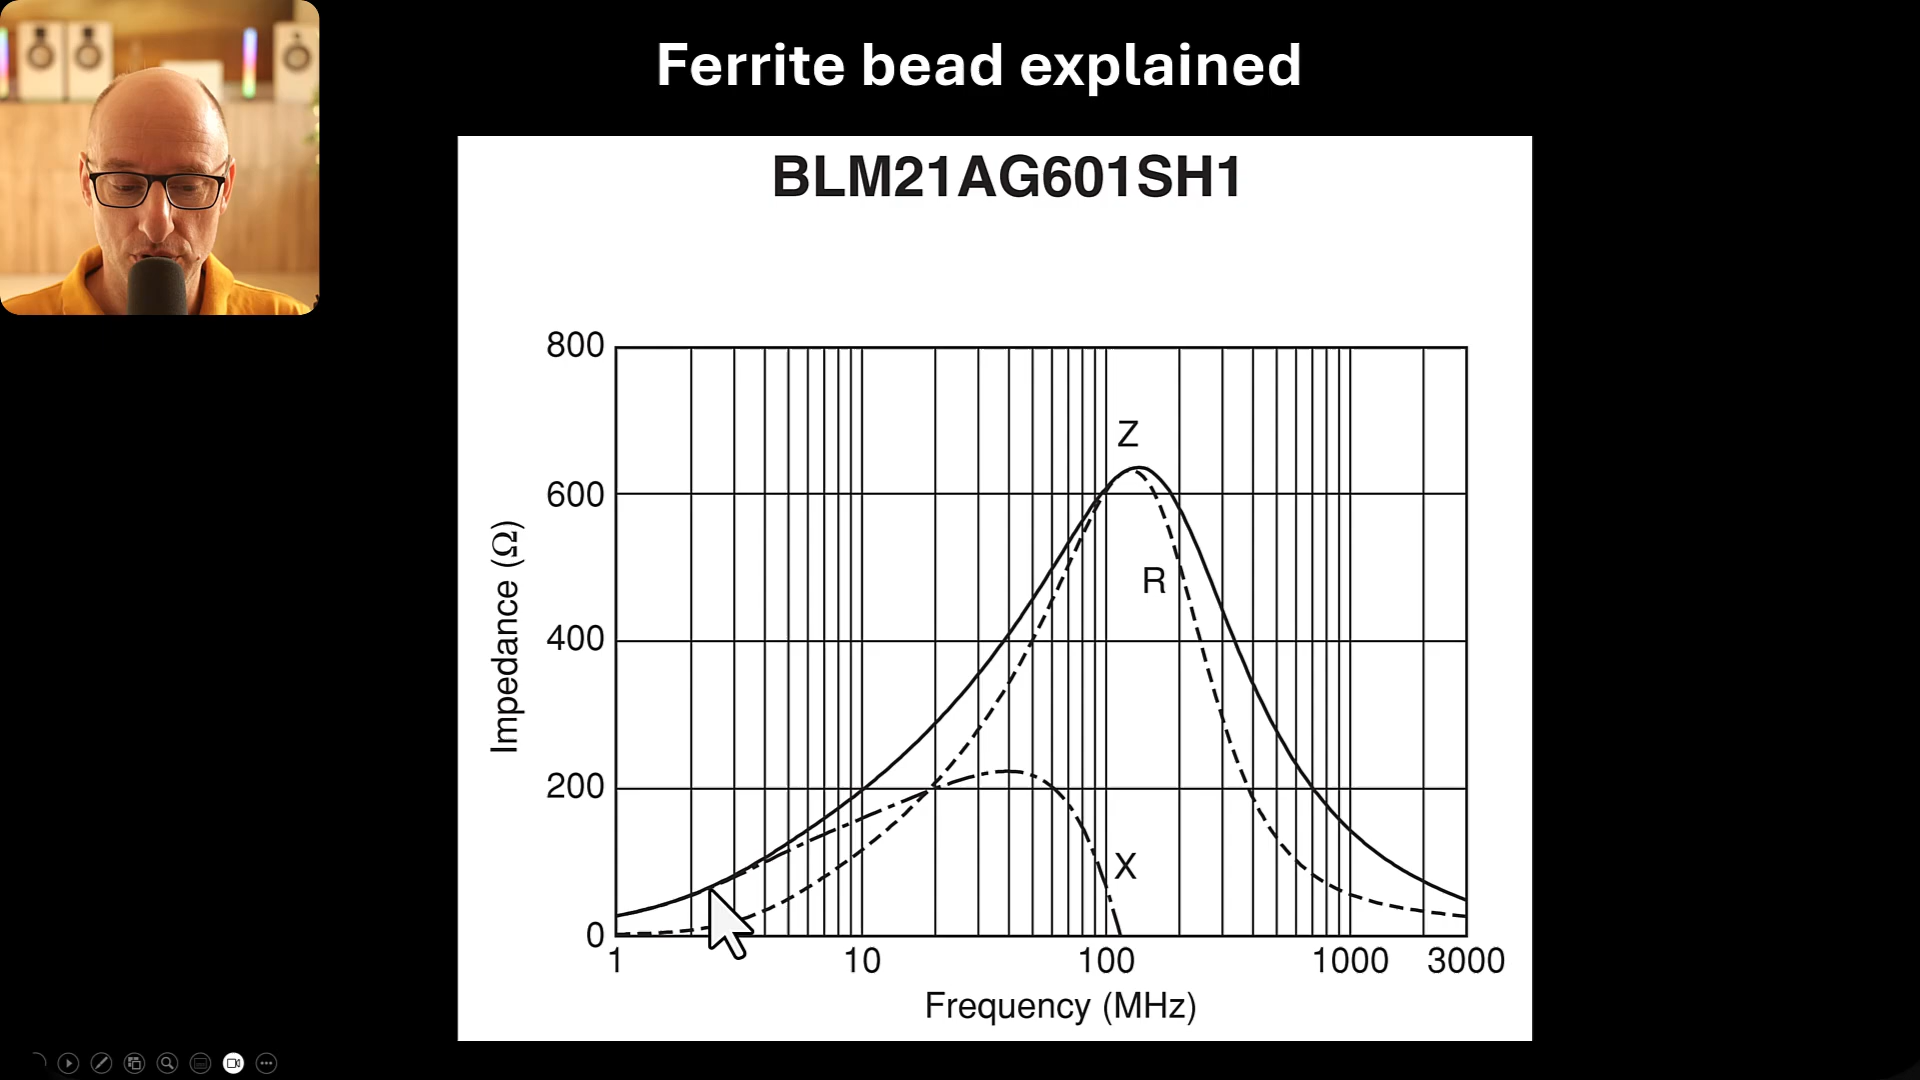 Ferrite bead explained
BLM21AG601SH1
800
600
400
200
0
Impedance (Ω)
Z
R
X
1 10 100 1000 3000
Frequency (MHz)